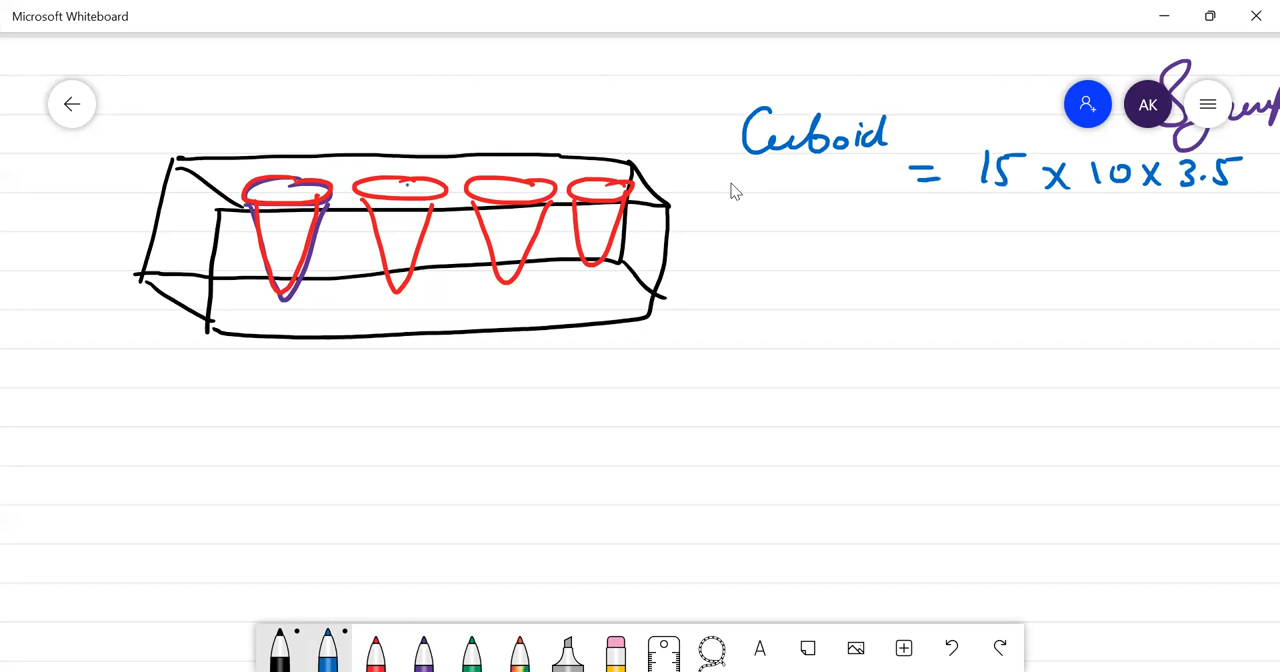 Microsoft Whiteboard
AK
Cuboid
= 15 x 10 x 3.5
A